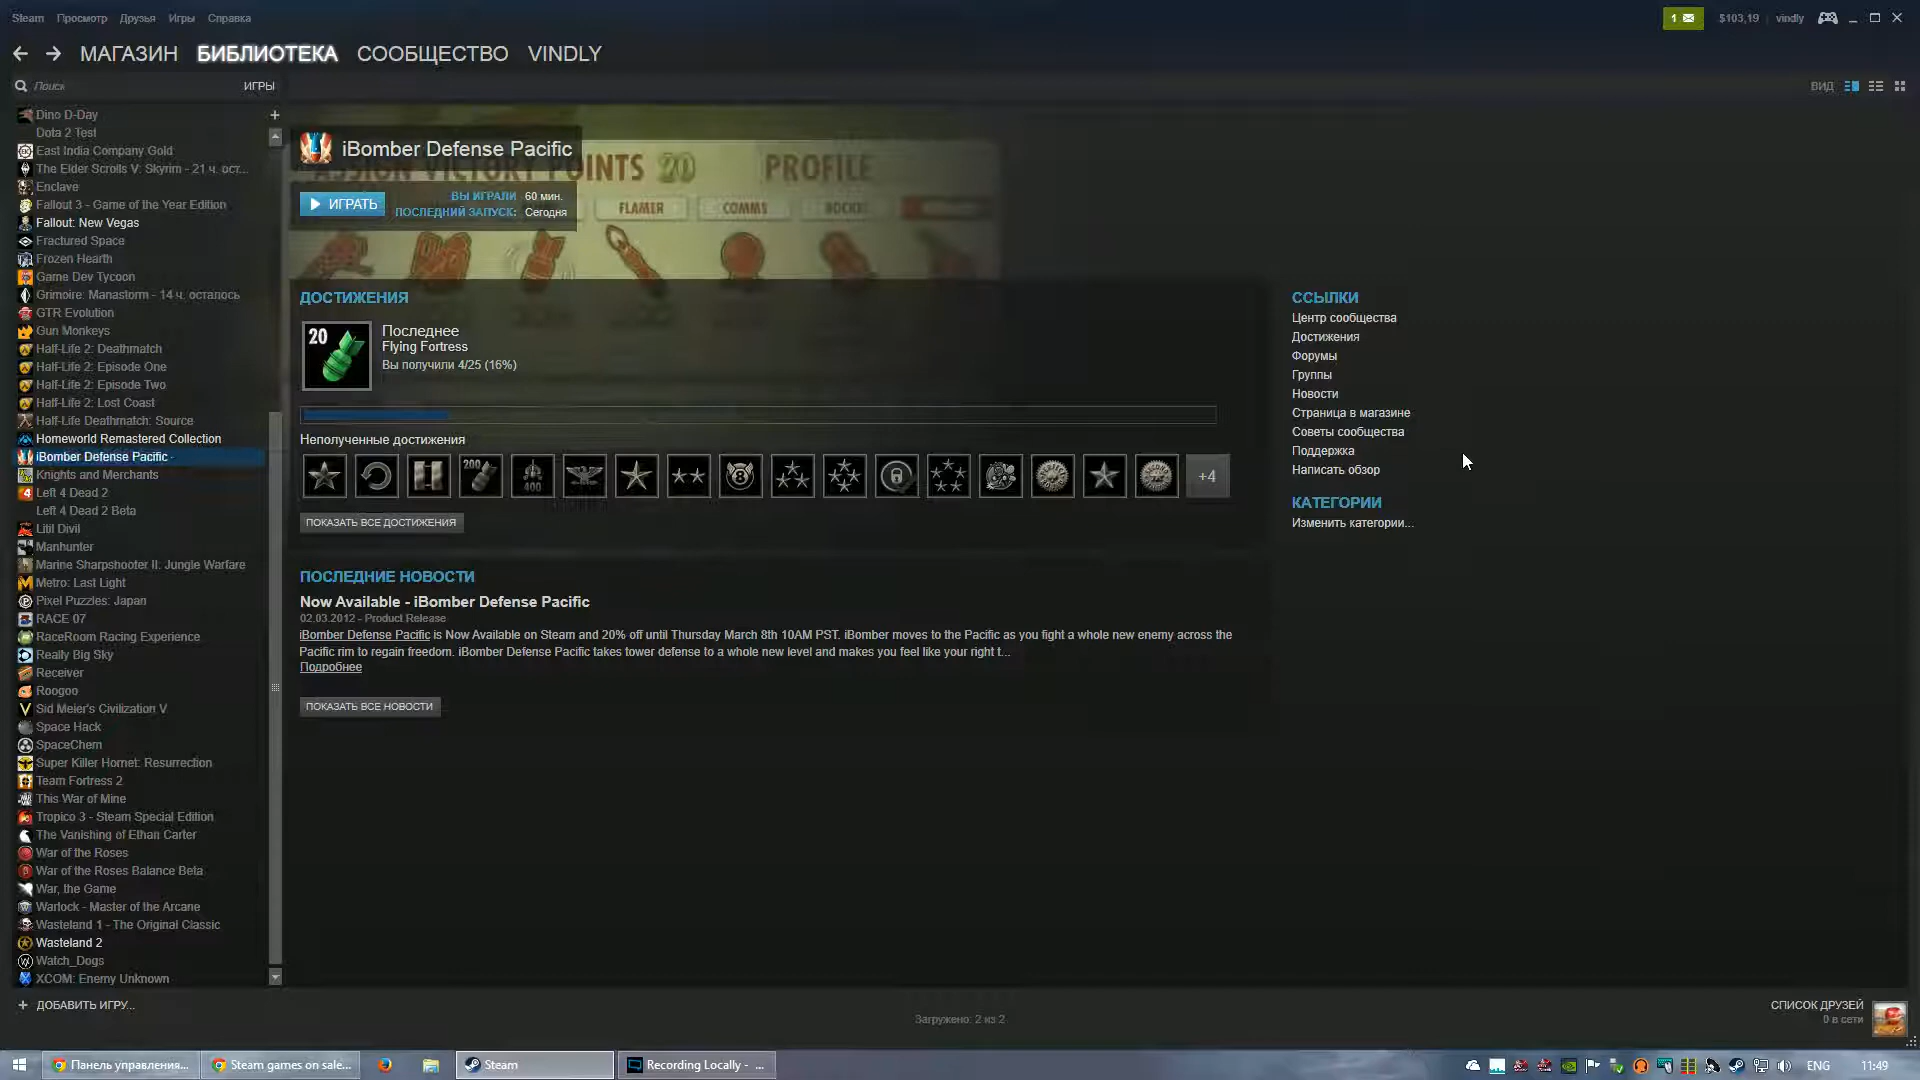 Steam Просмотр Друзья Игры Справка
1 $103,19 vindly
МАГАЗИН БИБЛИОТЕКА СООБЩЕСТВО VINDLY
Поиск ИГРЫ ВИД
Dino D-Day
Dota 2 Test
East India Company Gold
The Elder Scrolls V: Skyrim - 21 ч. ост...
Enclave
Fallout 3 - Game of the Year Edition
Fallout: New Vegas
Fractured Space
Frozen Hearth
Game Dev Tycoon
Grimoire: Manastorm - 14 ч. осталось
GTR Evolution
Gun Monkeys
Half-Life 2: Deathmatch
Half-Life 2: Episode One
Half-Life 2: Episode Two
Half-Life 2: Lost Coast
Half-Life Deathmatch: Source
Homeworld Remastered Collection
iBomber Defense Pacific
Knights and Merchants
Left 4 Dead 2
Left 4 Dead 2 Beta
Litil Divil
Manhunter
Marine Sharpshooter II: Jungle Warfare
Metro: Last Light
Pixel Puzzles: Japan
RACE 07
RaceRoom Racing Experience
Really Big Sky
Receiver
Roogoo
Sid Meier's Civilization V
Space Hack
SpaceChem
Super Killer Hornet: Resurrection
Team Fortress 2
This War of Mine
Tropico 3 - Steam Special Edition
The Vanishing of Ethan Carter
War of the Roses
War of the Roses Balance Beta
War, the Game
Warlock - Master of the Arcane
Wasteland 1 - The Original Classic
Wasteland 2
Watch_Dogs
XCOM: Enemy Unknown
+ ДОБАВИТЬ ИГРУ...
iBomber Defense Pacific
VICTORY POINTS 20 PROFILE
ИГРАТЬ
ВЫ ИГРАЛИ 60 мин.
ПОСЛЕДНИЙ ЗАПУСК: Сегодня
FLAMER COMMS
ДОСТИЖЕНИЯ
20
Последнее
Flying Fortress
Вы получили 4/25 (16%)
Неполученные достижения
200
400
+4
ПОКАЗАТЬ ВСЕ ДОСТИЖЕНИЯ
ПОСЛЕДНИЕ НОВОСТИ
Now Available - iBomber Defense Pacific
02.03.2012 - Product Release
iBomber Defense Pacific is Now Available on Steam and 20% off until Thursday March 8th 10AM PST. iBomber moves to the Pacific as you fight a whole new enemy across the
Pacific rim to regain freedom. iBomber Defense Pacific takes tower defense to a whole new level and makes you feel like your right t...
Подробнее
ПОКАЗАТЬ ВСЕ НОВОСТИ
ССЫЛКИ
Центр сообщества
Достижения
Форумы
Группы
Новости
Страница в магазине
Советы сообщества
Поддержка
Написать обзор
КАТЕГОРИИ
Изменить категории...
Загружено: 2 из 2
СПИСОК ДРУЗЕЙ
0 в сети
Панель управления... Steam games on sale... Steam Recording Locally - ... ENG 11:49